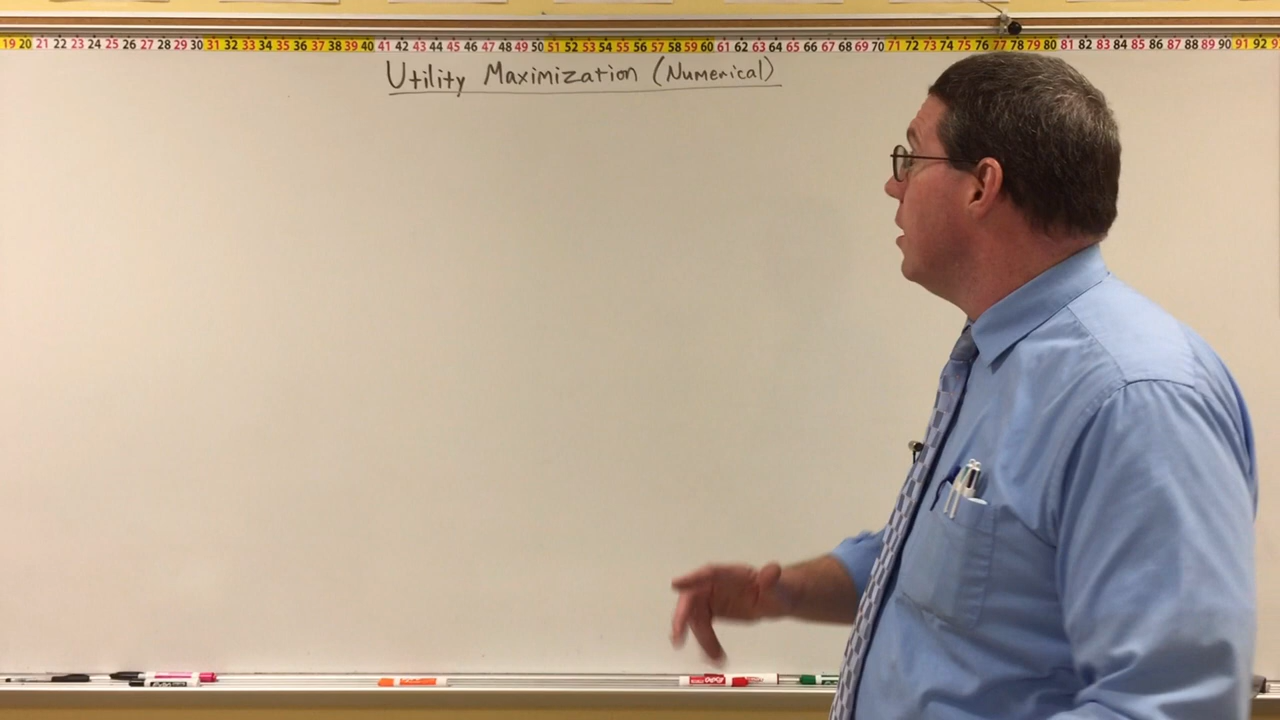 19 20 21 22 23 24 25 26 27 28 29 30 31 32 33 34 35 36 37 38 39 40 41 42 43 44 45 46 47 48 49 50 51 52 53 54 55 56 57 58 59 60 61 62 63 64 65 66 67 68 69 70 71 72 73 74 75 76 77 78 79 80 81 82 83 84 85 86 87 88 89 90 91 92
Utility Maximization (Numerical)
EXPO